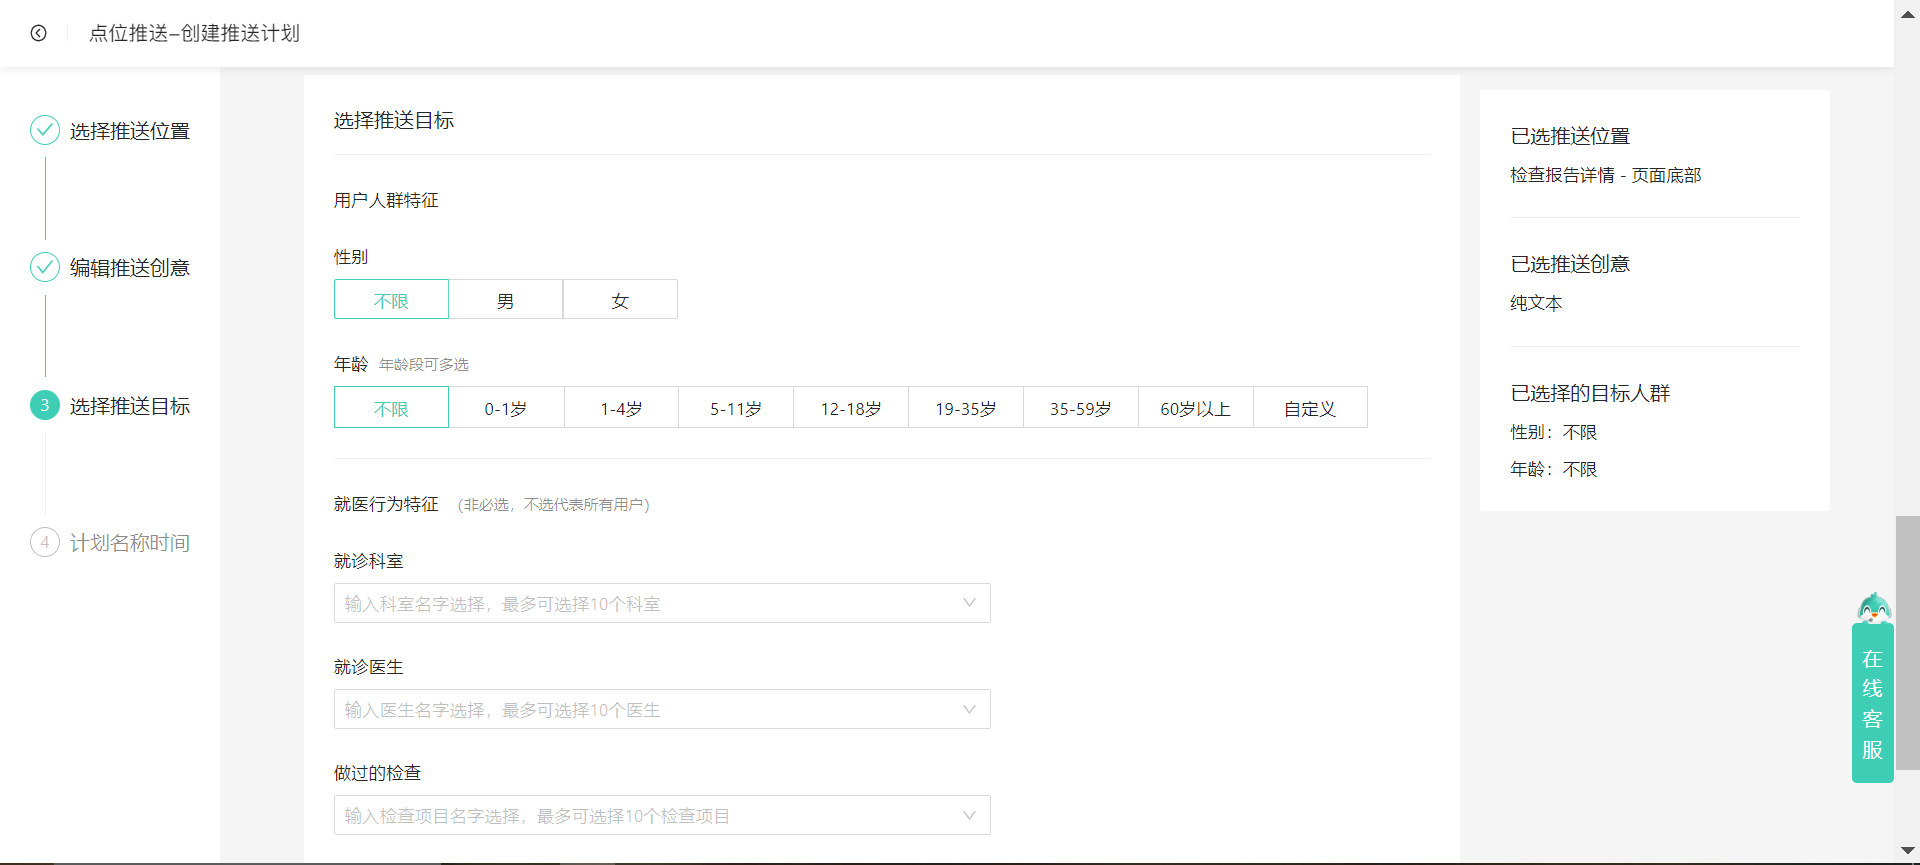 点位推送-创建推送计划
选择推送位置
编辑推送创意
3 选择推送目标
4 计划名称时间
选择推送目标
用户人群特征
性别
不限 男 女
年龄 年龄段可多选
不限 0-1岁 1-4岁 5-11岁 12-18岁 19-35岁 35-59岁 60岁以上 自定义
就医行为特征 (非必选，不选代表所有用户)
就诊科室
输入科室名字选择，最多可选择10个科室
就诊医生
输入医生名字选择，最多可选择10个医生
做过的检查
输入检查项目名字选择，最多可选择10个检查项目
已选推送位置
检查报告详情 - 页面底部
已选推送创意
纯文本
已选择的目标人群
性别：不限
年龄：不限
在线客服